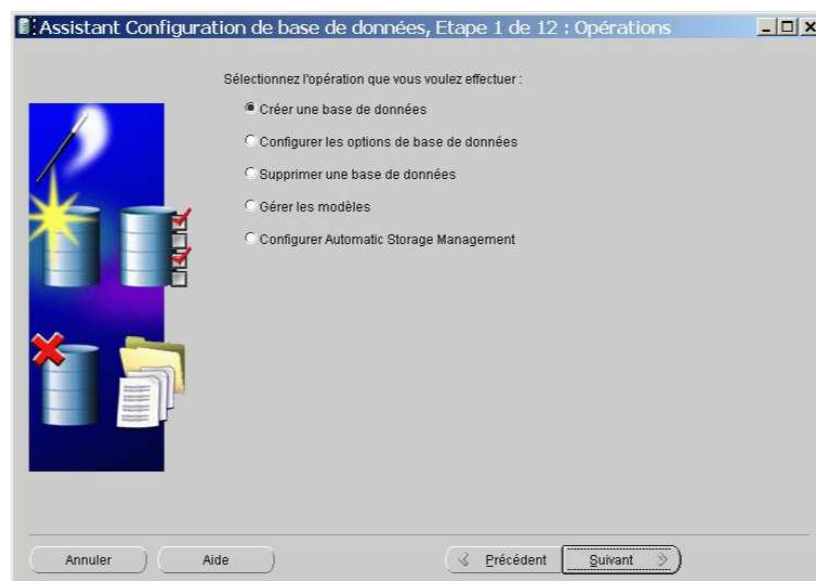 Assistant Configuration de base de données, Etape 1 de 12 : Opérations
Sélectionnez l'opération que vous voulez effectuer :
Créer une base de données
Configurer les options de base de données
Supprimer une base de données
Gérer les modèles
Configurer Automatic Storage Management
Annuler
Aide
Précédent
Suivant